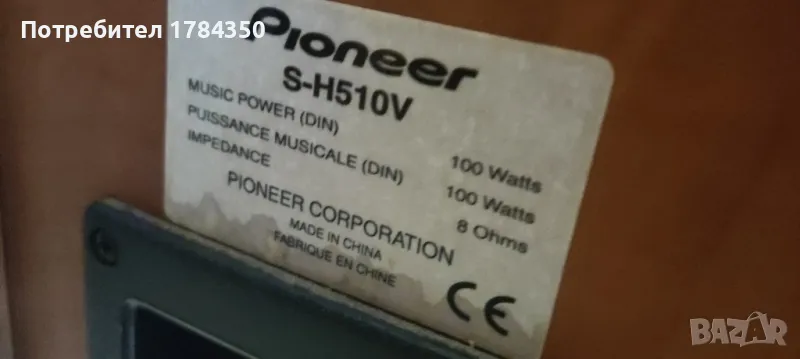 Потребител 1784350
Pioneer
S-H510V
MUSIC POWER (DIN) 100 Watts
PUISSANCE MUSICALE (DIN) 100 Watts
IMPEDANCE 8 Ohms
PIONEER CORPORATION
MADE IN CHINA
FABRIQUE EN CHINE
CE
BAZAR